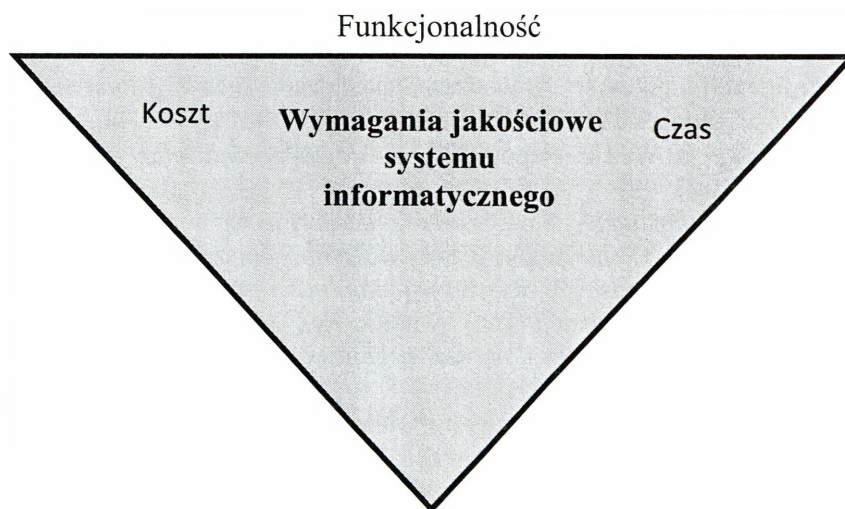 Funkcjonalność
Koszt
Wymagania jakościowe
systemu
informatycznego
Czas